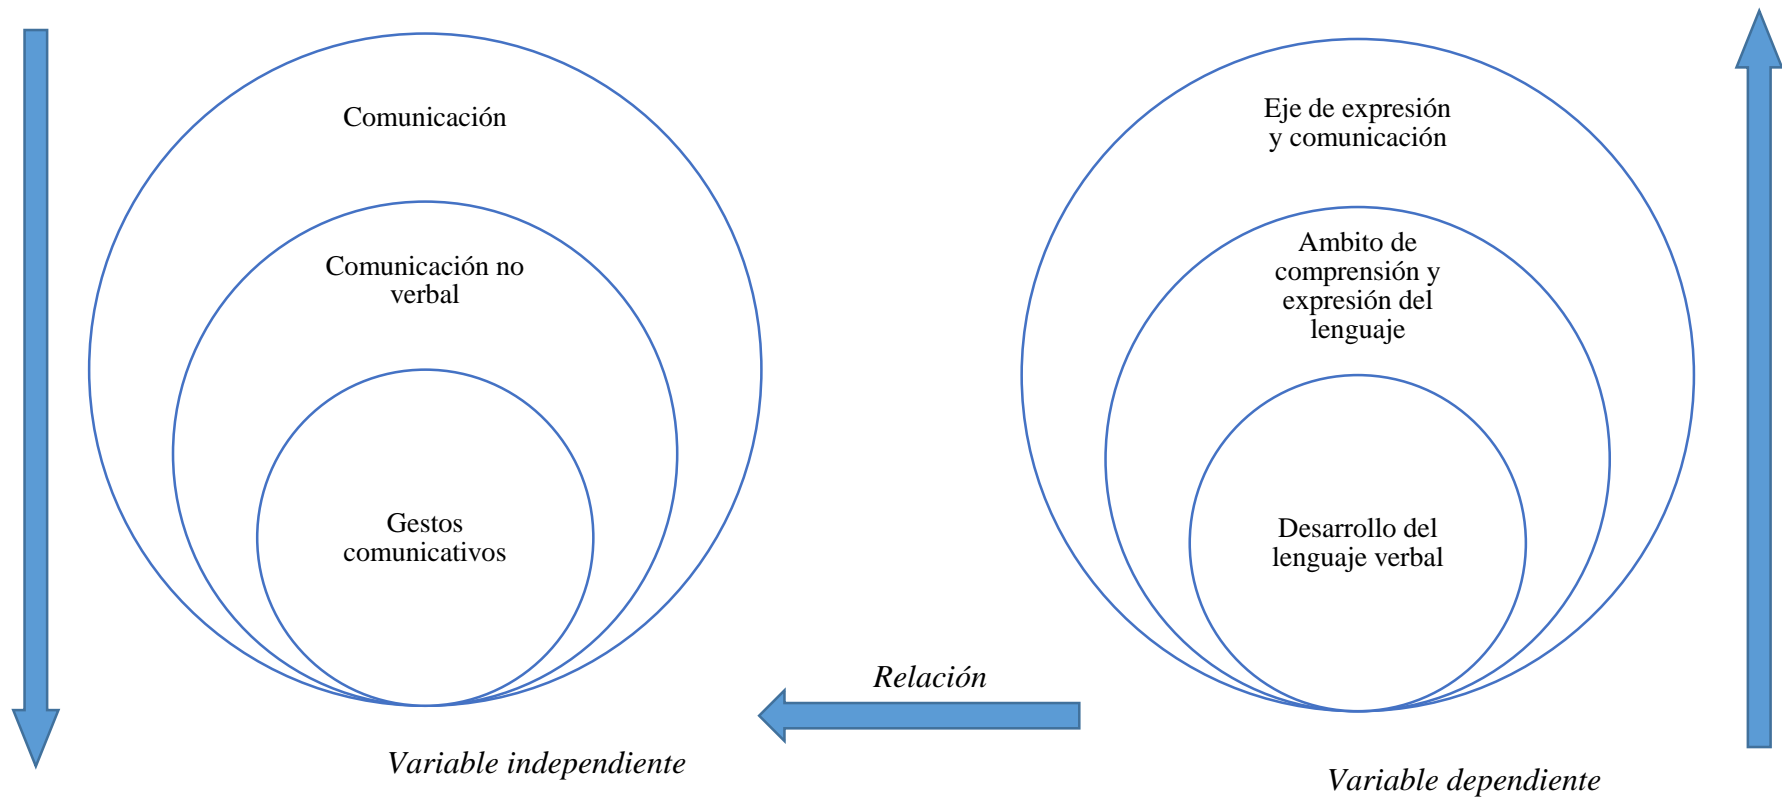 Comunicación
Comunicación no
verbal
Gestos
comunicativos
Eje de expresión
y comunicación
Ambito de
comprensión y
expresión del
lenguaje
Desarrollo del
lenguaje verbal
Relación
Variable independiente
Variable dependiente